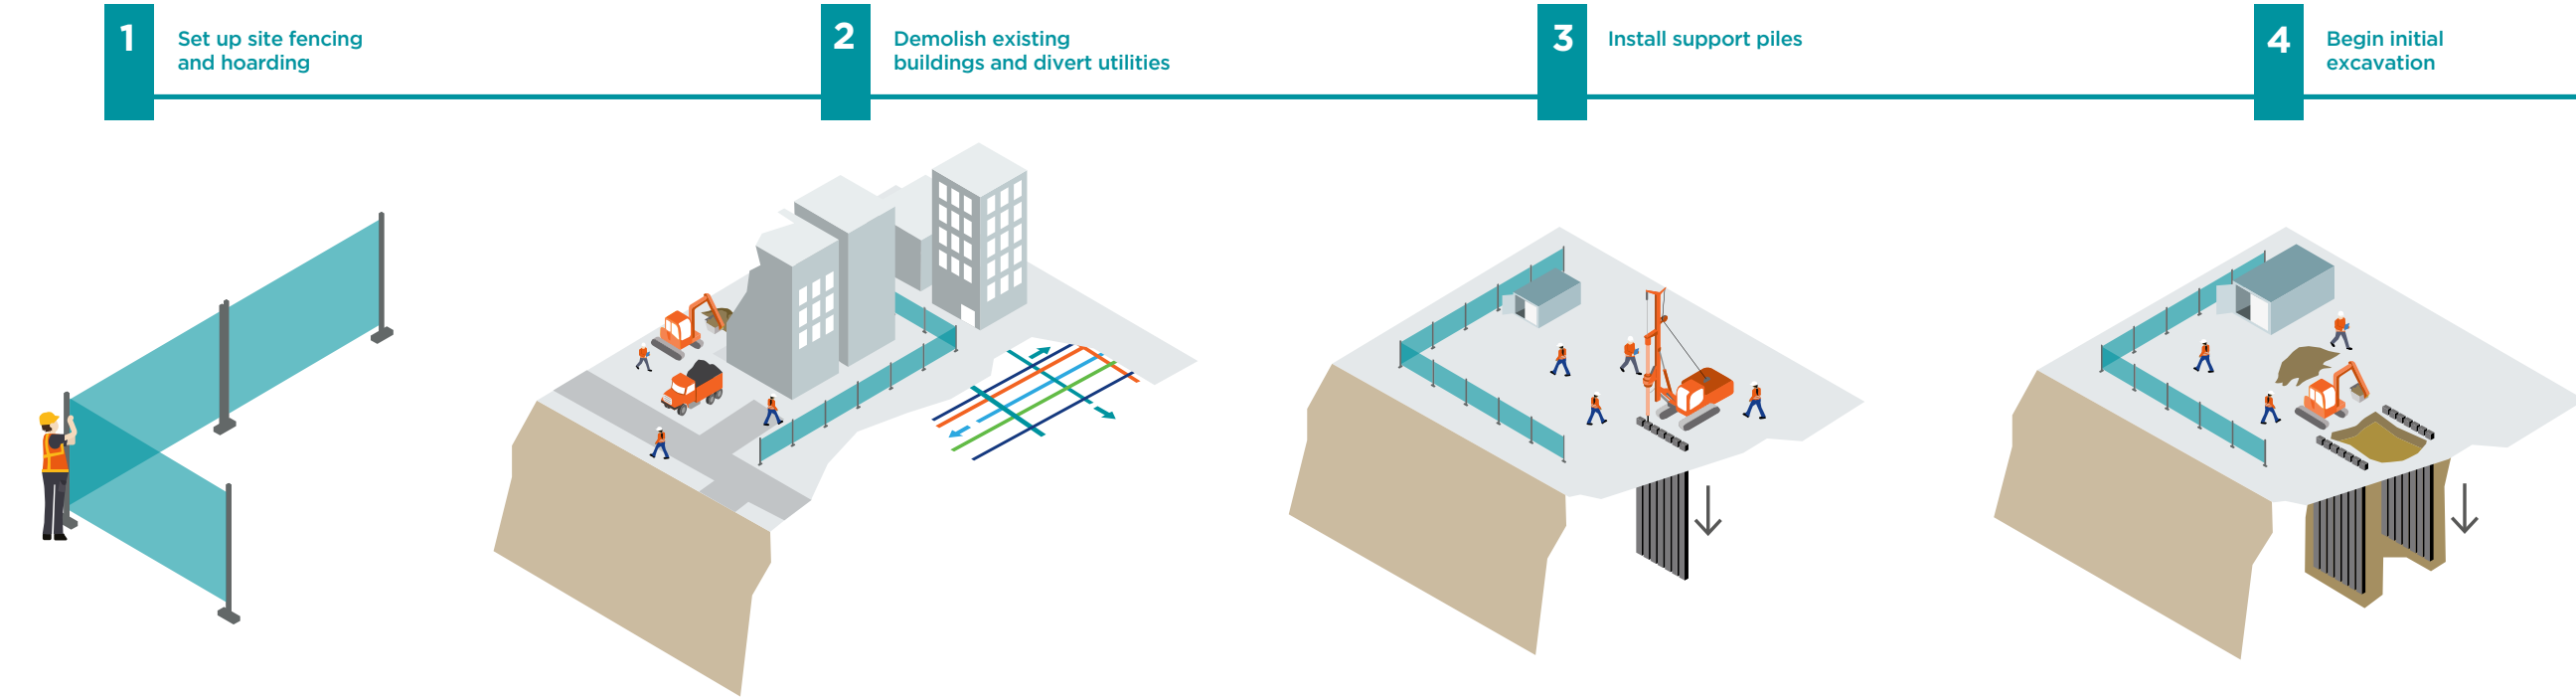 1
Set up site fencing
and hoarding
2
Demolish existing
buildings and divert utilities
3
Install support piles
4
Begin initial
excavation